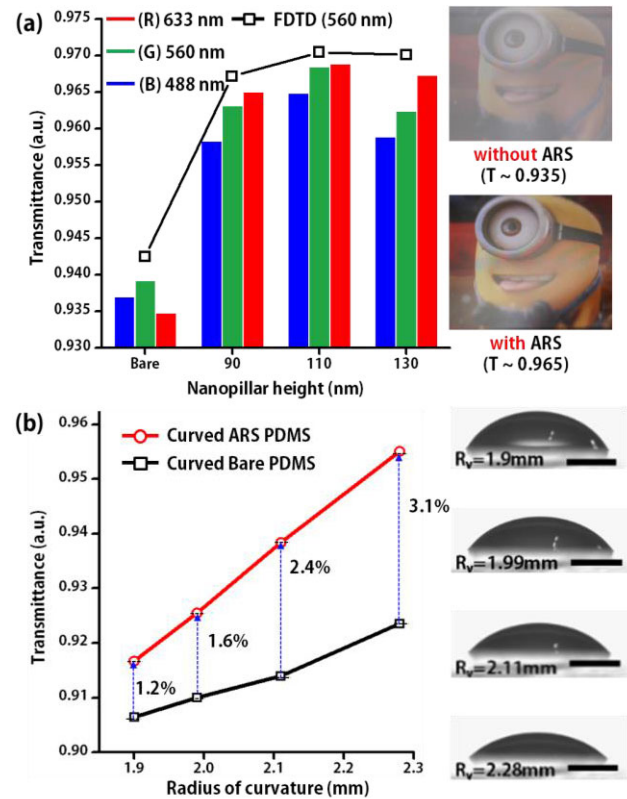 (a)
(R) 633 nm
FDTD (560 nm)
(G) 560 nm
(B) 488 nm
0.975
0.970
0.965
0.960
0.955
0.950
0.945
0.940
0.935
0.930
Transmittance (a.u.)
Bare
90
110
130
Nanopillar height (nm)
without ARS
(T ~ 0.935)
with ARS
(T ~ 0.965)
(b)
Curved ARS PDMS
Curved Bare PDMS
0.96
0.95
0.94
0.93
0.92
0.91
0.90
Transmittance (a.u.)
1.2%
1.6%
2.4%
3.1%
1.9
2.0
2.1
2.2
2.3
Radius of curvature (mm)
Rv=1.9mm
Rv=1.99mm
Rv=2.11mm
Rv=2.28mm